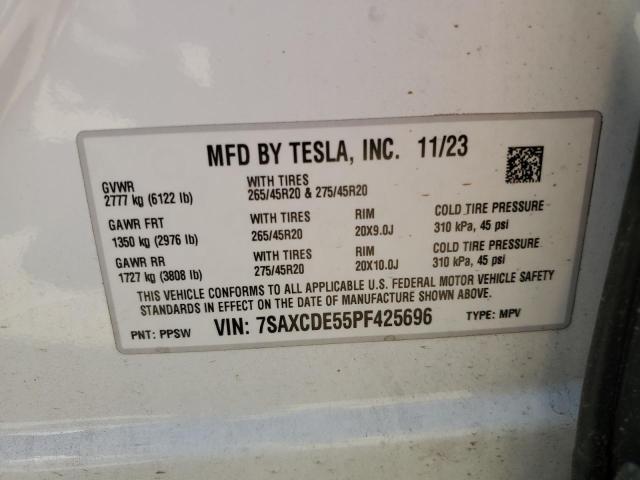 MFD BY TESLA, INC. 11/23
GVWR WITH TIRES
2777 kg (6122 lb) 265/45R20 & 275/45R20
GAWR FRT WITH TIRES RIM COLD TIRE PRESSURE
1350 kg (2976 lb) 265/45R20 20X9.0J 310 kPa, 45 psi
GAWR RR WITH TIRES RIM COLD TIRE PRESSURE
1727 kg (3808 lb) 275/45R20 20X10.0J 310 kPa, 45 psi
THIS VEHICLE CONFORMS TO ALL APPLICABLE U.S. FEDERAL MOTOR VEHICLE SAFETY
STANDARDS IN EFFECT ON THE DATE OF MANUFACTURE SHOWN ABOVE.
PNT: PPSW VIN: 7SAXCDE55PF425696 TYPE: MPV